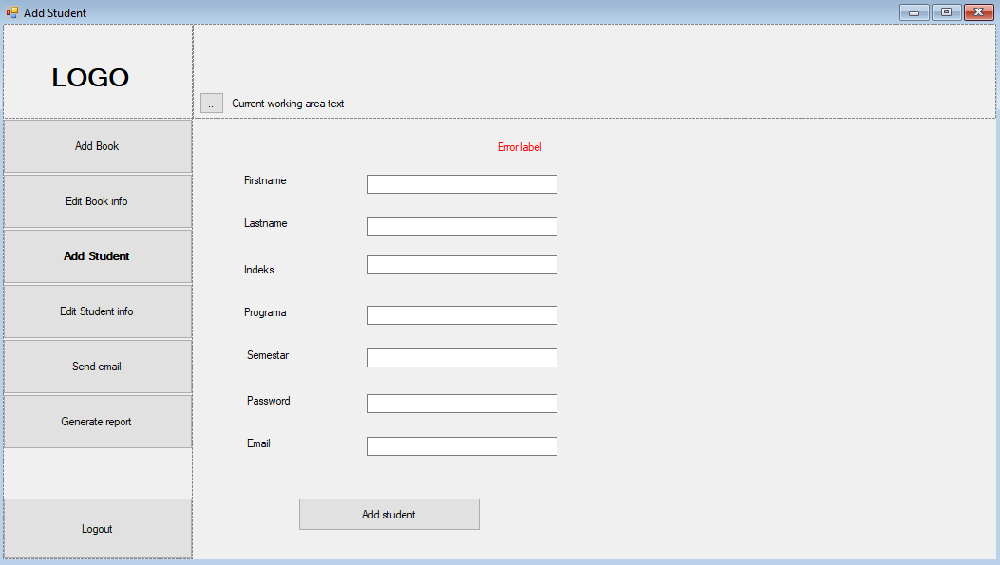 Add Student
LOGO
.. Current working area text
Add Book
Edit Book info
Add Student
Edit Student info
Send email
Generate report
Logout
Error label
Firstname
Lastname
Indeks
Programa
Semestar
Password
Email
Add student